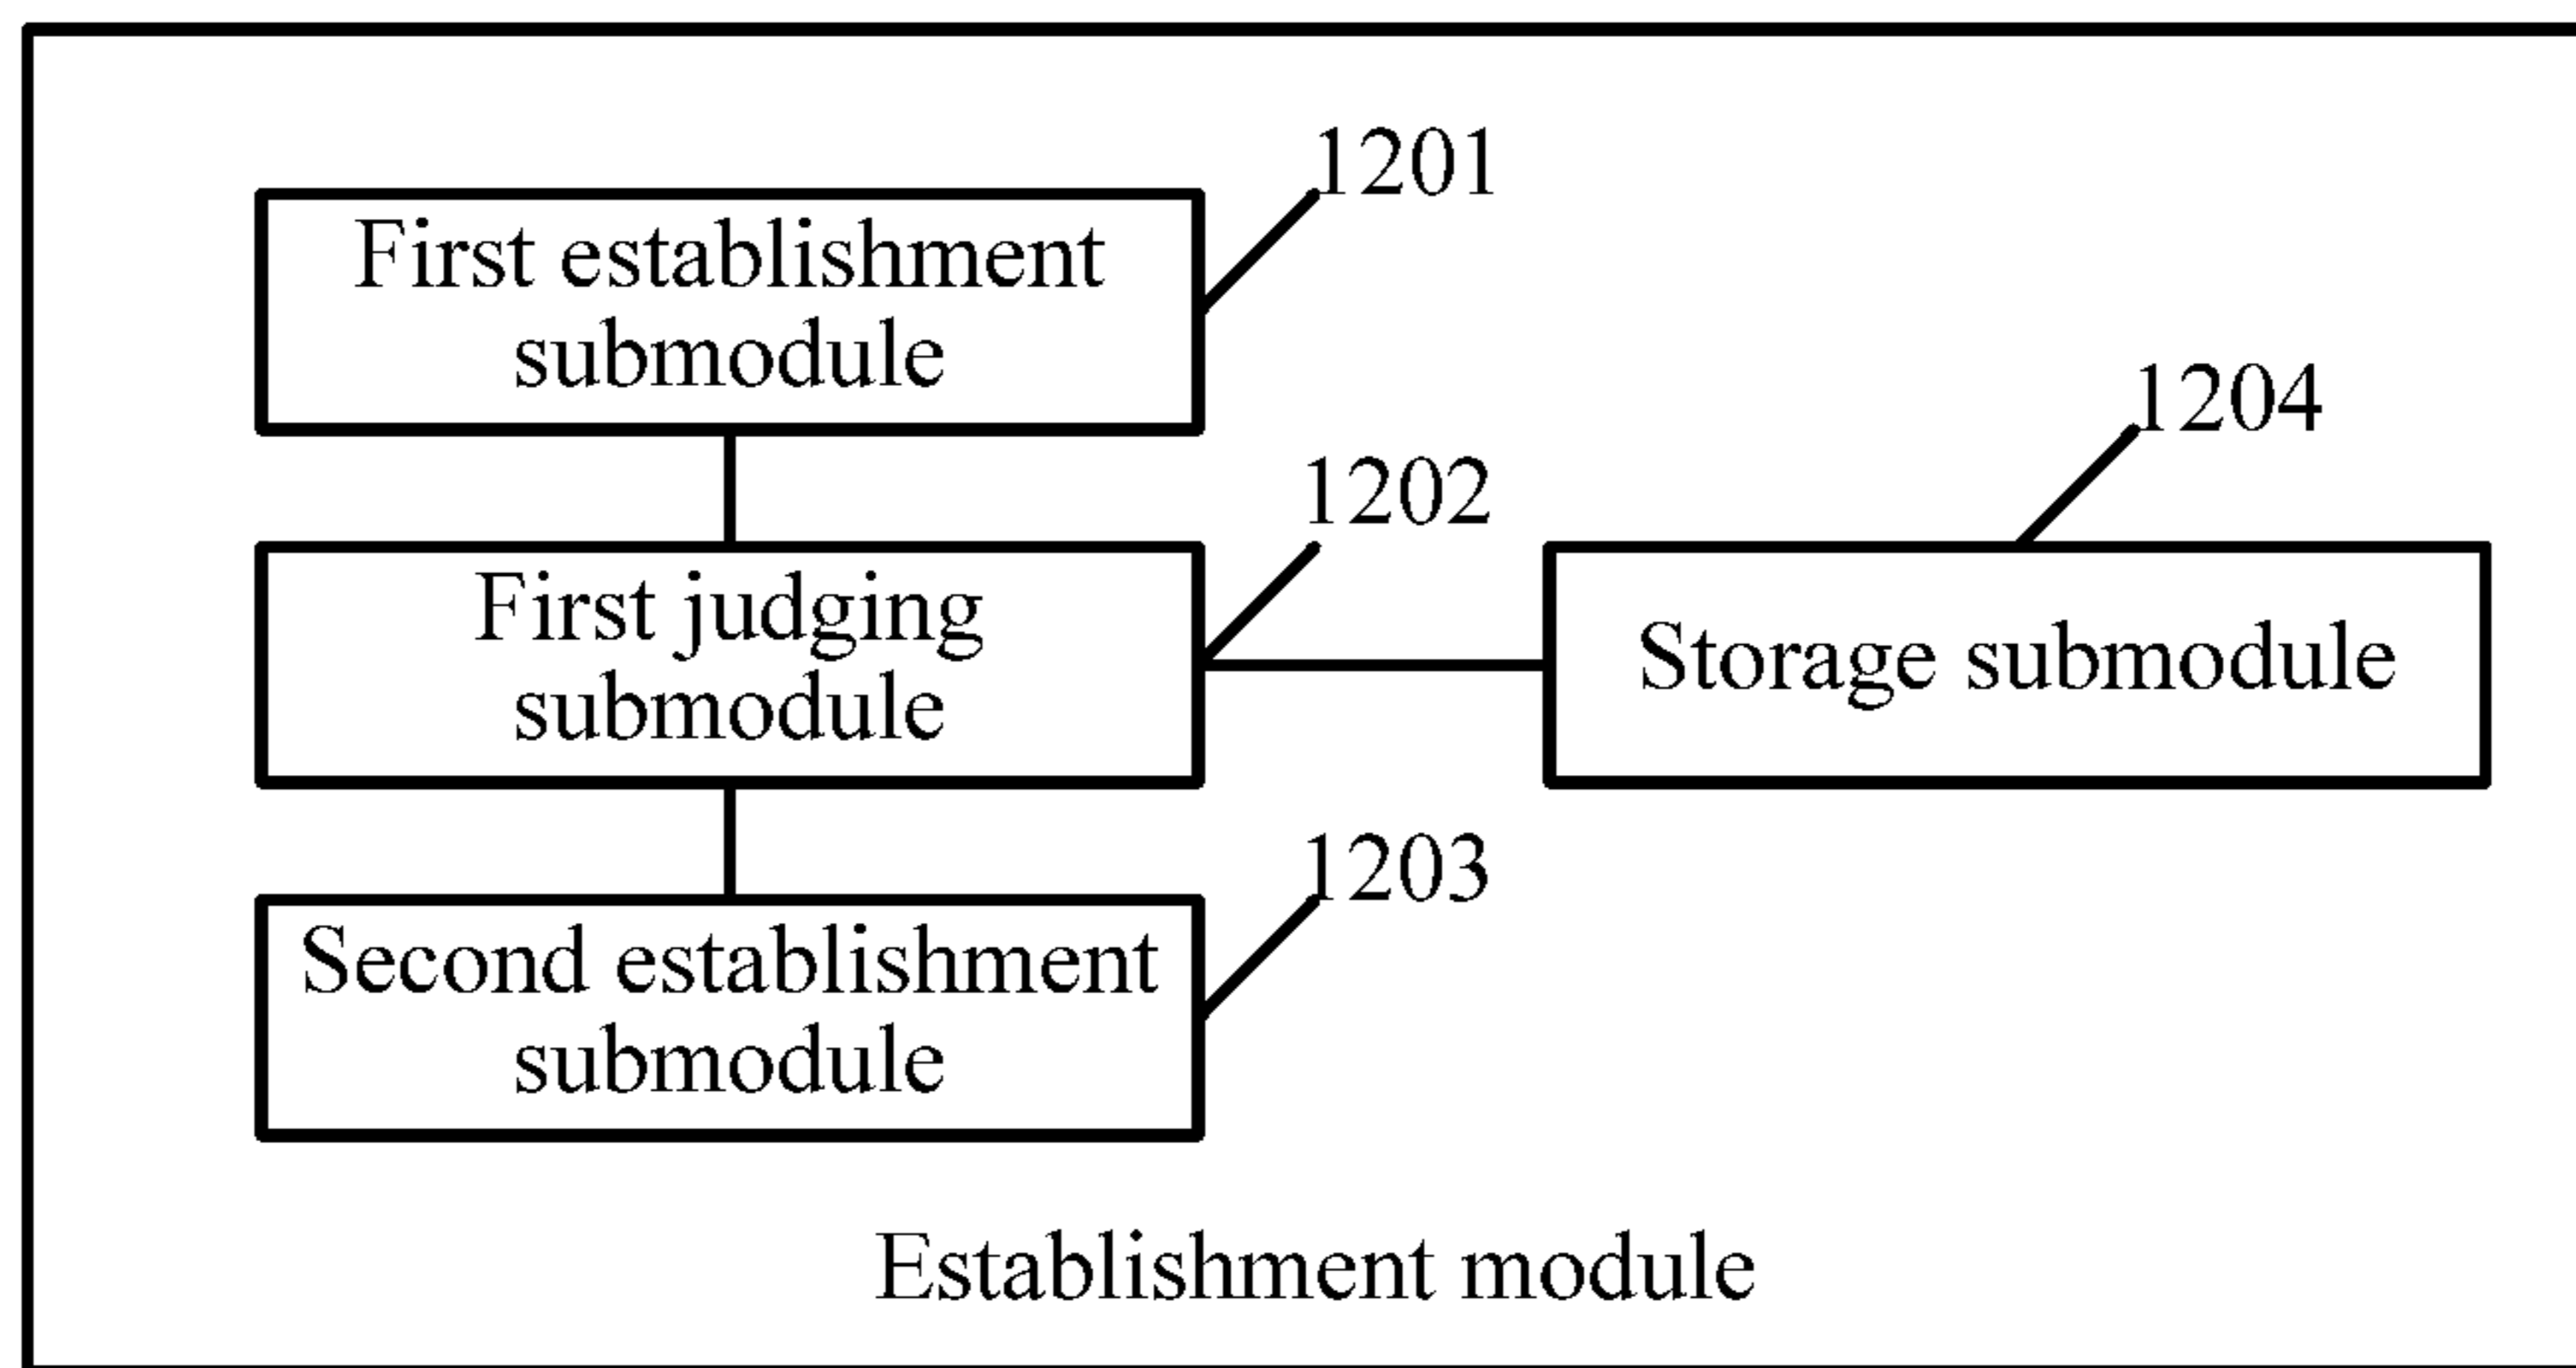 1201
First establishment
submodule
1204
1202
First judging
submodule
Storage submodule
1203
Second establishment
submodule
Establishment module